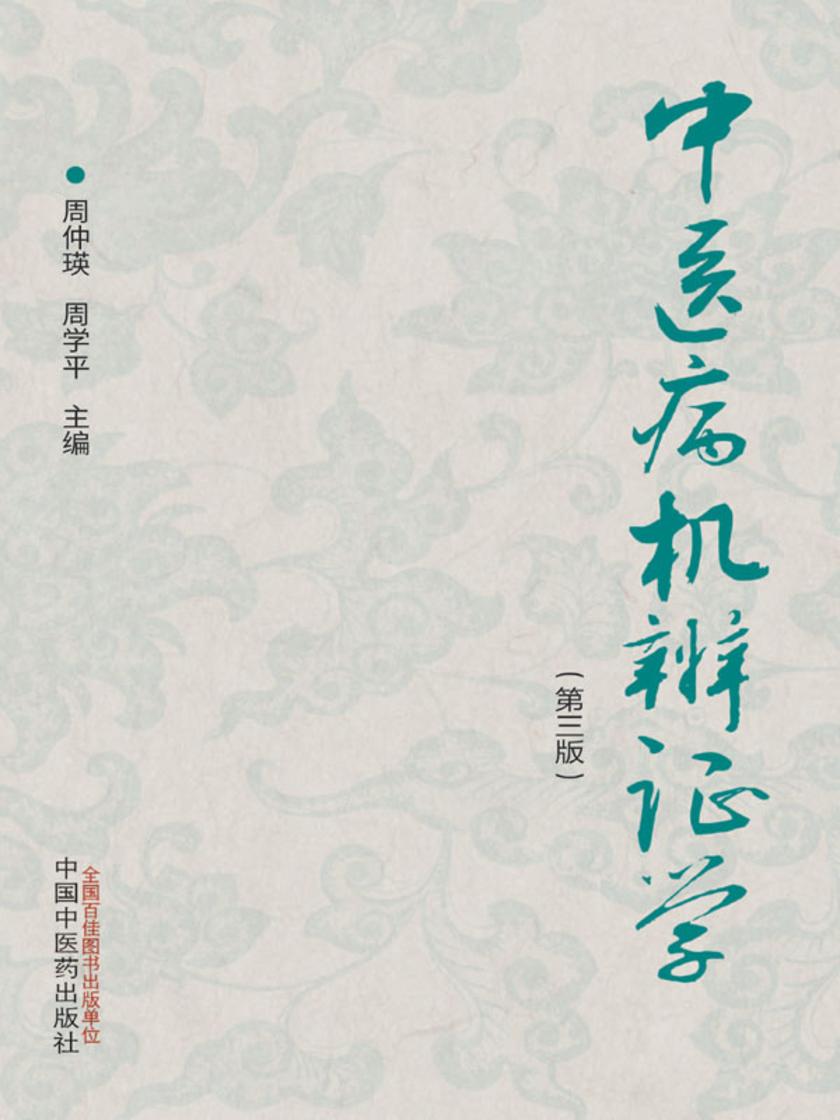 中医病机辨证学
（第三版）
周仲瑛 周学平 主编
全国百佳图书出版单位
中国中医药出版社